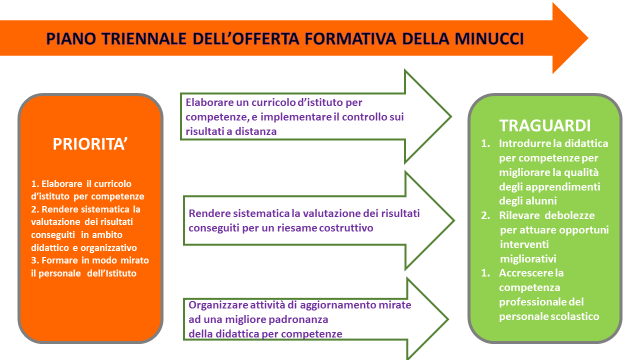 PIANO TRIENNALE DELL'OFFERTA FORMATIVA DELLA MINUCCI
PRIORITA'
1. Elaborare il curricolo
d'istituto per competenze
2. Rendere sistematica la
valutazione dei risultati
conseguiti in ambito
didattico e organizzativo
3. Formare in modo mirato
il personale dell'Istituto
Elaborare un curricolo d'istituto per
competenze, e implementare il controllo sui
risultati a distanza
Rendere sistematica la valutazione dei risultati
conseguiti per un riesame costruttivo
Organizzare attività di aggiornamento mirate
ad una migliore padronanza
della didattica per competenze
TRAGUARDI
1. Introdurre la didattica
per competenze per
migliorare la qualità
degli apprendimenti
degli alunni
2. Rilevare debolezze
per attuare opportuni
interventi
migliorativi
1. Accrescere la
competenza
professionale del
personale scolastico